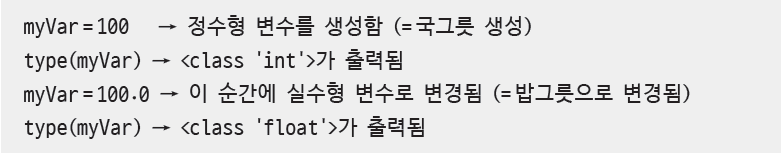 myVar = 100 → 정수형 변수를 생성함 (= 국그릇 생성)
type(myVar) → <class 'int'>가 출력됨
myVar = 100.0 → 이 순간에 실수형 변수로 변경됨 (= 밥그릇으로 변경됨)
type(myVar) → <class 'float'>가 출력됨